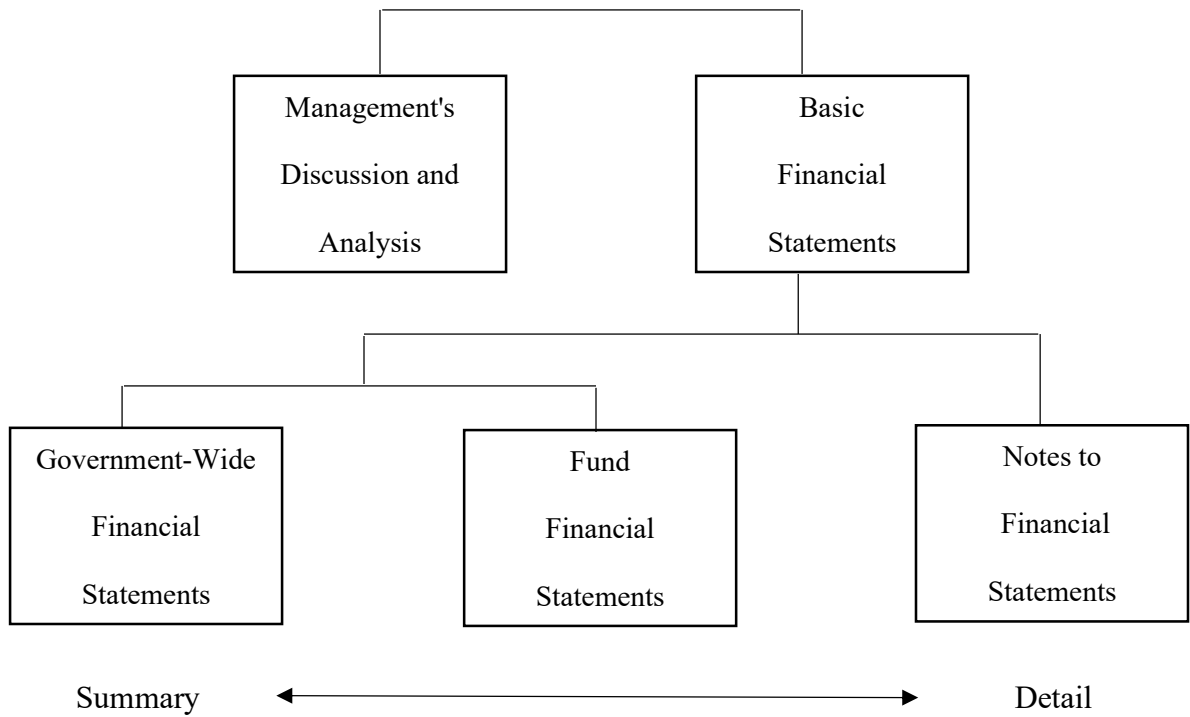 Management's
Discussion and
Analysis
Basic
Financial
Statements
Government-Wide
Financial
Statements
Fund
Financial
Statements
Notes to
Financial
Statements
Summary
Detail